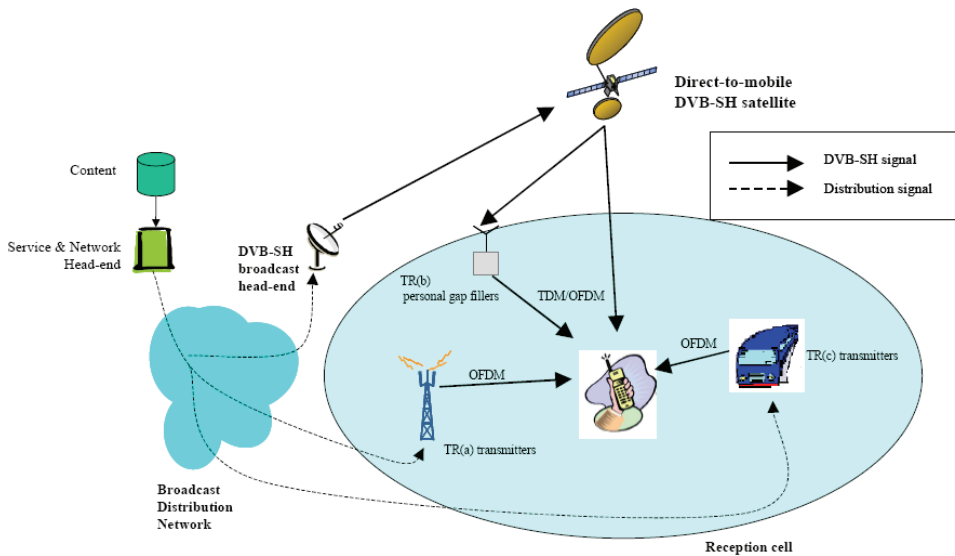 Direct-to-mobile
DVB-SH satellite
DVB-SH signal
Distribution signal
Content
Service & Network
Head-end
DVB-SH
broadcast
head-end
TR(b)
personal gap fillers
TDM/OFDM
OFDM
OFDM
TR(c) transmitters
TR(a) transmitters
Broadcast
Distribution
Network
Reception cell